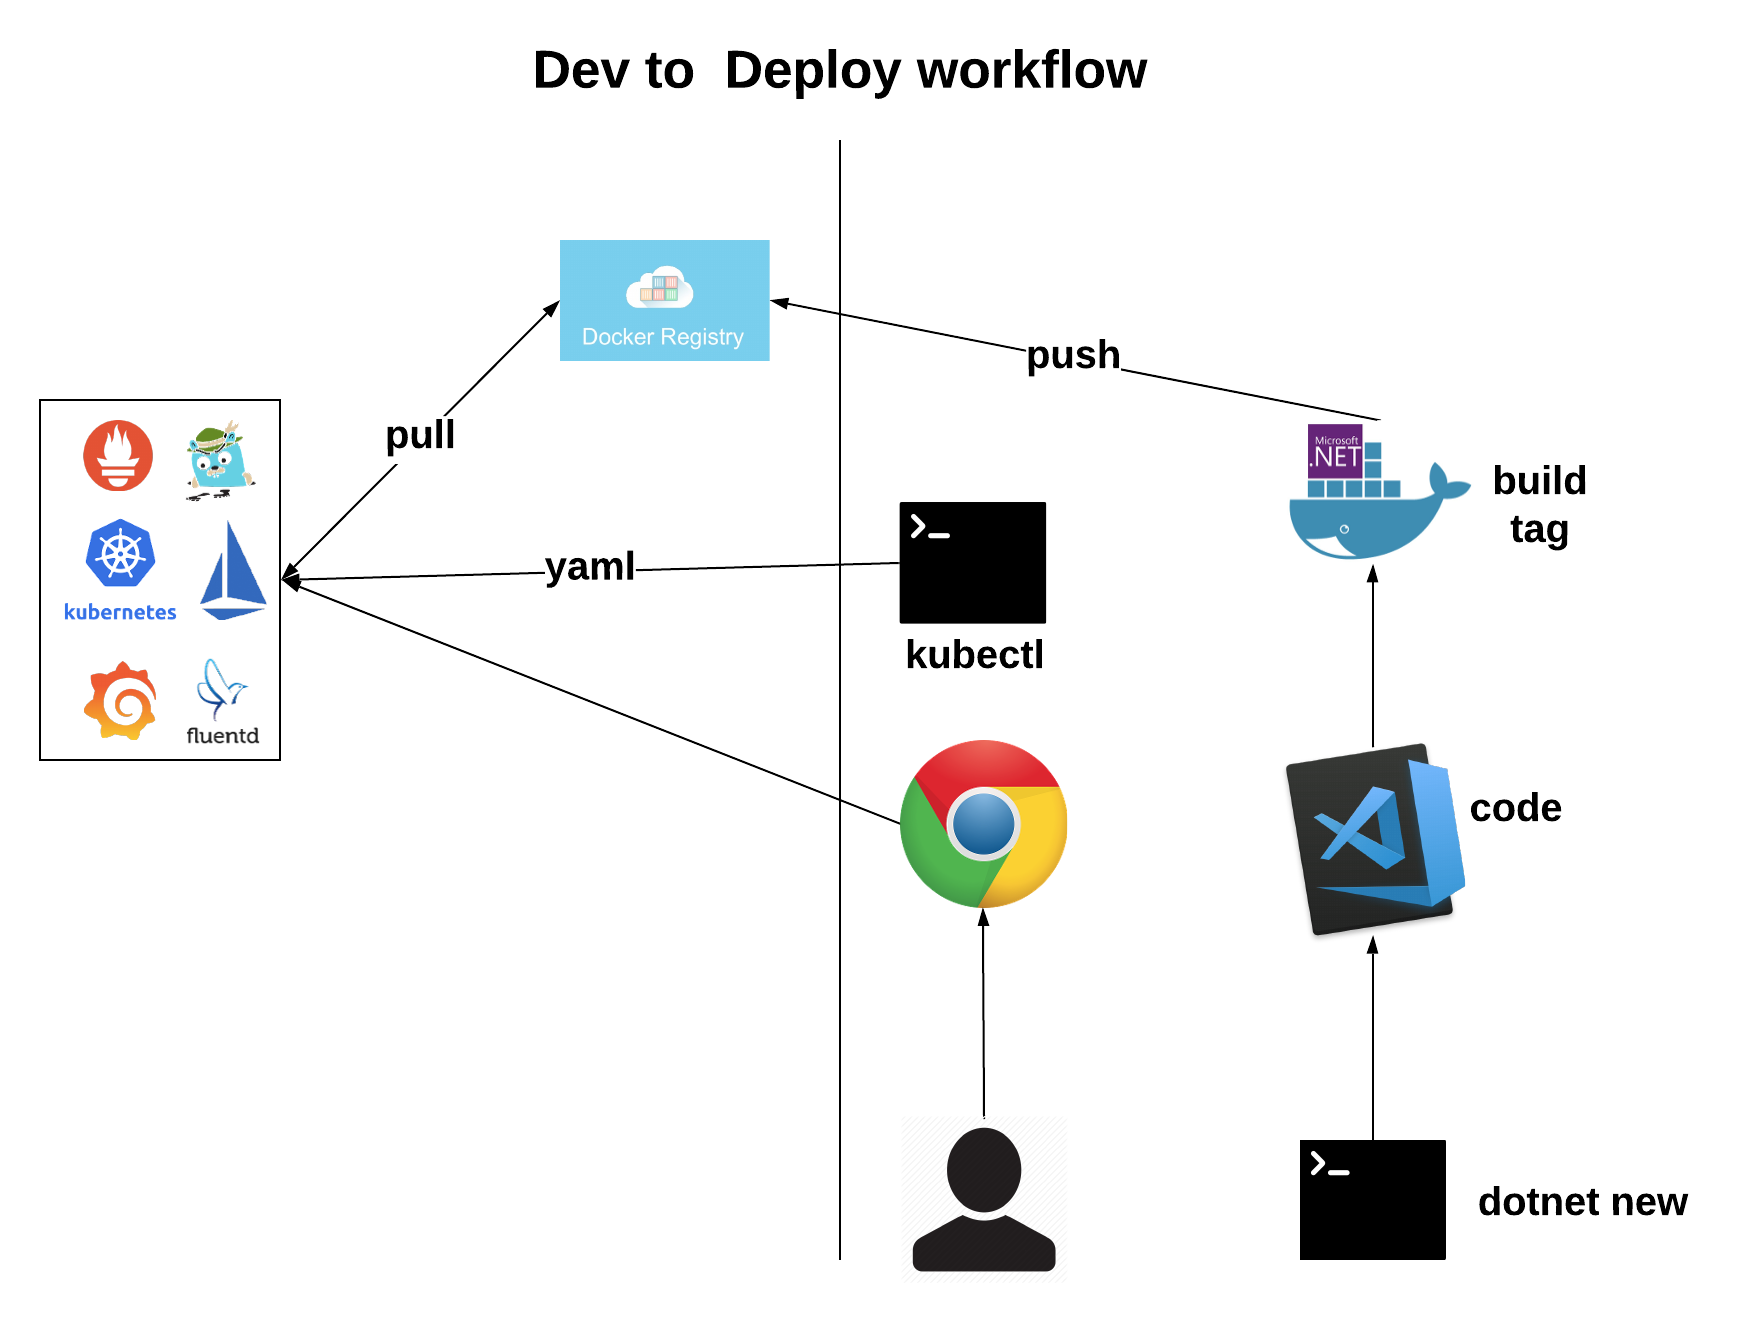 Dev to  Deploy workflow
Docker Registry
push
pull
Microsoft
.NET
build
tag
yaml
kubernetes
kubectl
fluentd
code
dotnet new